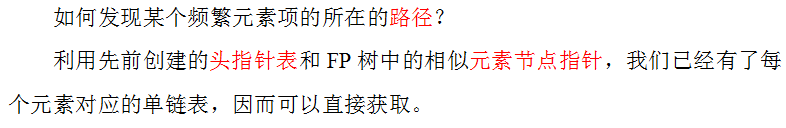 如何发现某个频繁元素项的所在的路径？
利用先前创建的头指针表和 FP 树中的相似元素节点指针，我们已经有了每
个元素对应的单链表，因而可以直接获取。